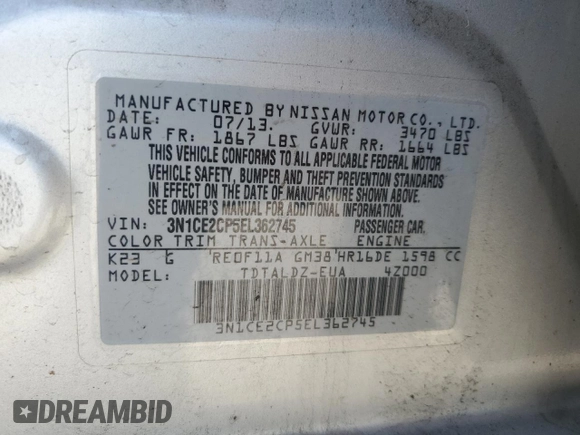 MANUFACTURED BY NISSAN MOTOR CO., LTD.
DATE: 07/13. GVWR: 3470 LBS
GAWR FR: 1867 LBS GAWR RR: 1664 LBS
THIS VEHICLE CONFORMS TO ALL APPLICABLE FEDERAL MOTOR
VEHICLE SAFETY, BUMPER AND THEFT PREVENTION STANDARDS
IN EFFECT ON THE DATE OF MANUFACTURE SHOWN ABOVE.
SEE OWNER'S MANUAL FOR ADDITIONAL INFORMATION.
VIN: 3N1CE2CP5EL362745 PASSENGER CAR.
COLOR TRIM TRANS-AXLE ENGINE
K23 G 'RE0F11A GM38'HR16DE 1598 CC
MODEL: TDTALDZ-EUA 4Z000
3N1CE2CP5EL362745
DREAMBID